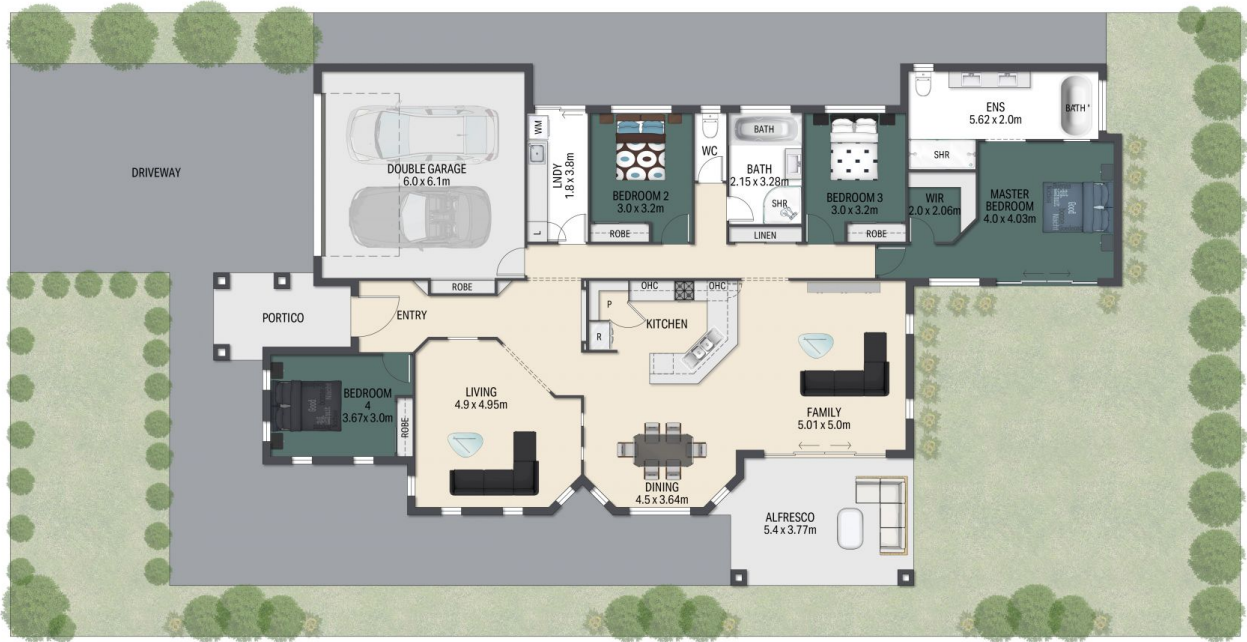 ENS
5.62 x 2.0m
BATH
WM
BATH
WC
LNDY
1.8 x 3.8m
SHR
DRIVEWAY
DOUBLE GARAGE
6.0 x 6.1m
BATH
2.15 x 3.28m
BEDROOM 2
3.0 x 3.2m
BEDROOM 3
3.0 x 3.2m
WIR
2.0 x 2.06m
MASTER
BEDROOM
4.0 x 4.03m
SHR
L
ROBE
LINEN
ROBE
ROBE
OHC
OHC
P
PORTICO
ENTRY
KITCHEN
R
BEDROOM
4
3.67x 3.0m
LIVING
4.9 x 4.95m
ROBE
FAMILY
5.01 x 5.0m
DINING
4.5 x 3.64m
ALFRESCO
5.4 x 3.77m